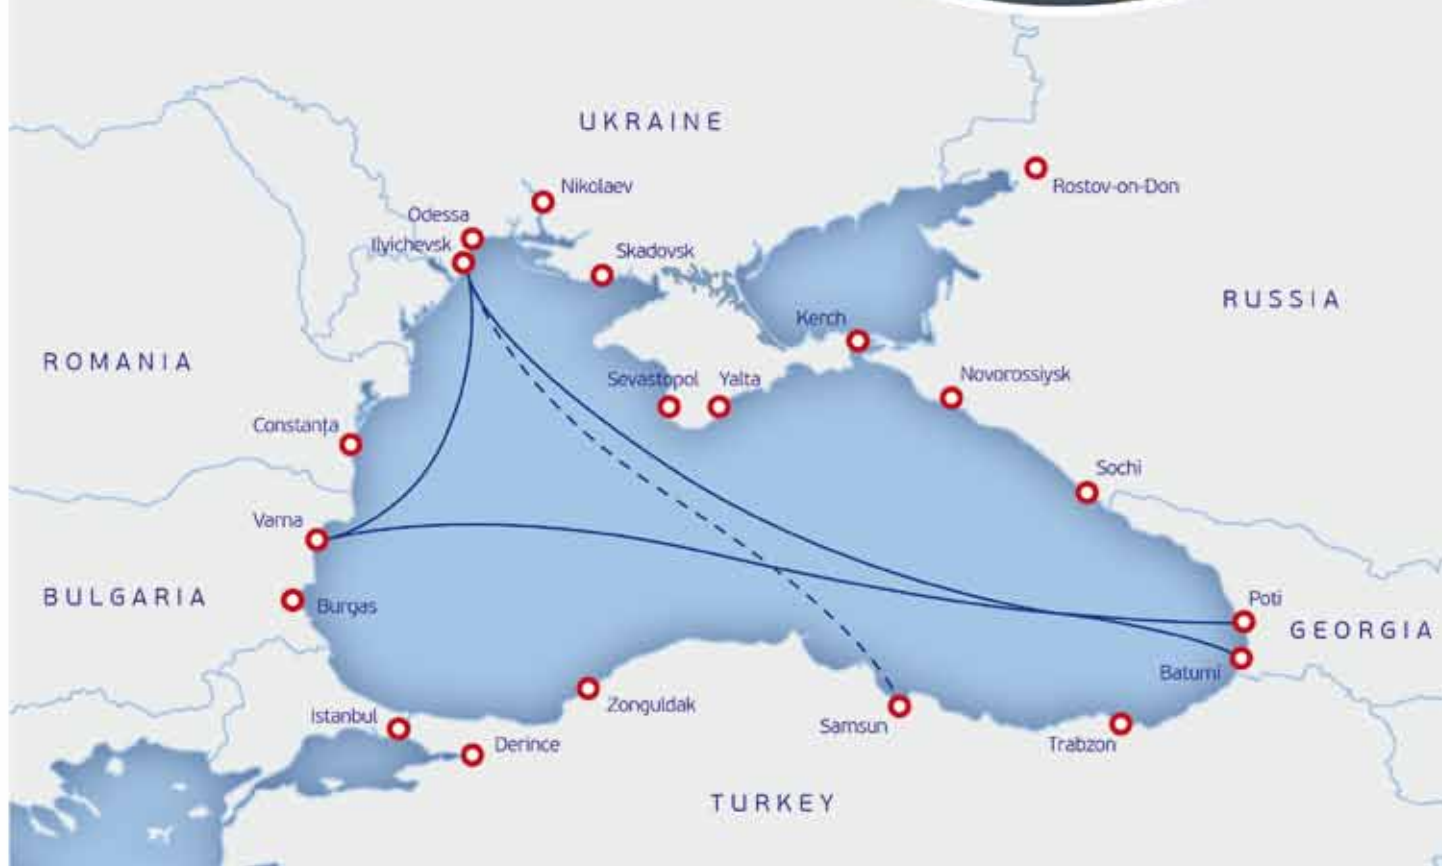 UKRAINE
Nikolaev
Rostov-on-Don
Odessa
Ilyichevsk
Skadovsk
RUSSIA
Kerch
ROMANIA
Sevastopol
Yalta
Novorossiysk
Constanța
Sochi
Varna
BULGARIA
Burgas
Poti
GEORGIA
Batumi
Istanbul
Zonguldak
Samsun
Derince
Trabzon
TURKEY